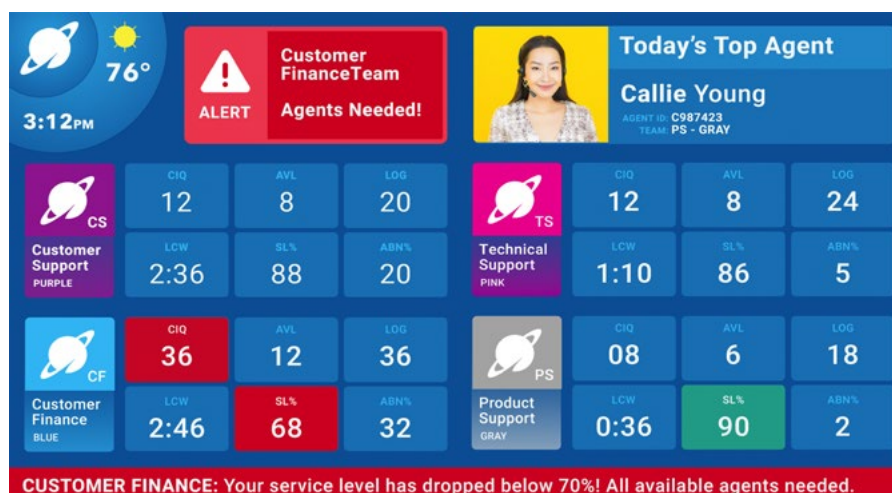 76°
3:12PM
ALERT
Customer
FinanceTeam
Agents Needed!
Today's Top Agent
Callie Young
AGENT ID: C987423
TEAM: PS - GRAY
CS
Customer
Support
PURPLE
CIQ AVL LOG
12 8 20
LCW SL% ABN%
2:36 88 20
TS
Technical
Support
PINK
CIQ AVL LOG
12 8 24
LCW SL% ABN%
1:10 86 5
CF
Customer
Finance
BLUE
CIQ AVL LOG
36 12 36
LCW SL% ABN%
2:46 68 32
PS
Product
Support
GRAY
CIQ AVL LOG
08 6 18
LCW SL% ABN%
0:36 90 2
CUSTOMER FINANCE: Your service level has dropped below 70%! All available agents needed.